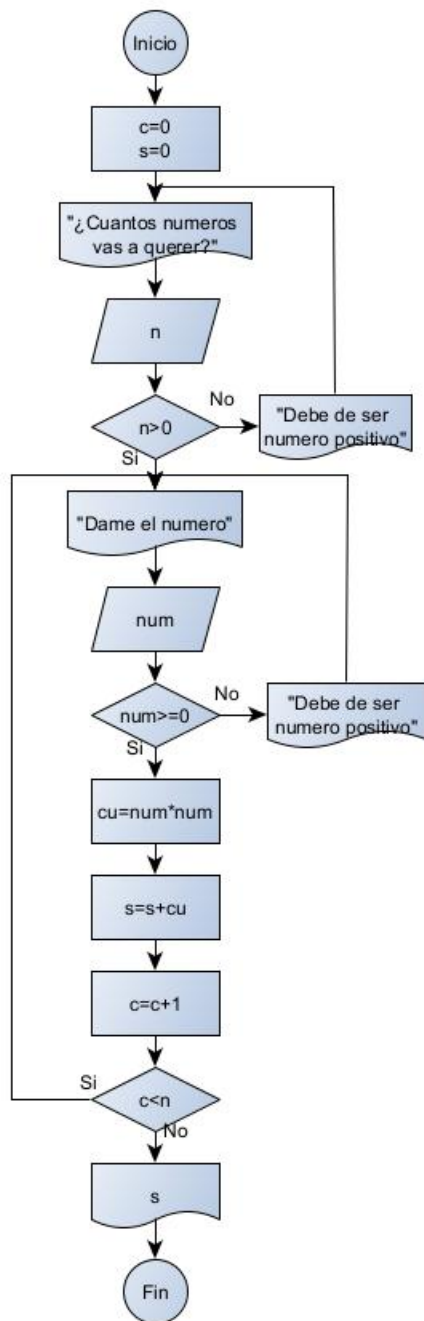 Inicio
c=0
s=0
"¿Cuantos numeros
vas a querer?"
n
n>0
No
"Debe de ser
numero positivo"
Si
"Dame el numero"
num
num>=0
No
"Debe de ser
numero positivo"
Si
cu=num*num
s=s+cu
c=c+1
Si
c<n
No
s
Fin